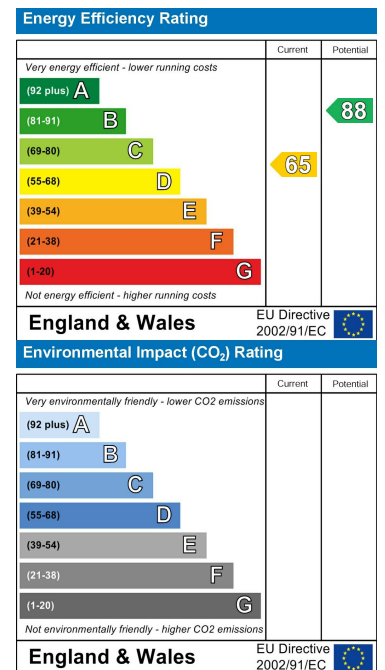 Energy Efficiency Rating
Current Potential
Very energy efficient - lower running costs
(92 plus) A
(81-91) B
88
(69-80) C
65
(55-68) D
(39-54) E
(21-38) F
(1-20) G
Not energy efficient - higher running costs
England & Wales
EU Directive
2002/91/EC
Environmental Impact (CO₂) Rating
Current Potential
Very environmentally friendly - lower CO2 emissions
(92 plus) A
(81-91) B
(69-80) C
(55-68) D
(39-54) E
(21-38) F
(1-20) G
Not environmentally friendly - higher CO2 emissions
England & Wales
EU Directive
2002/91/EC